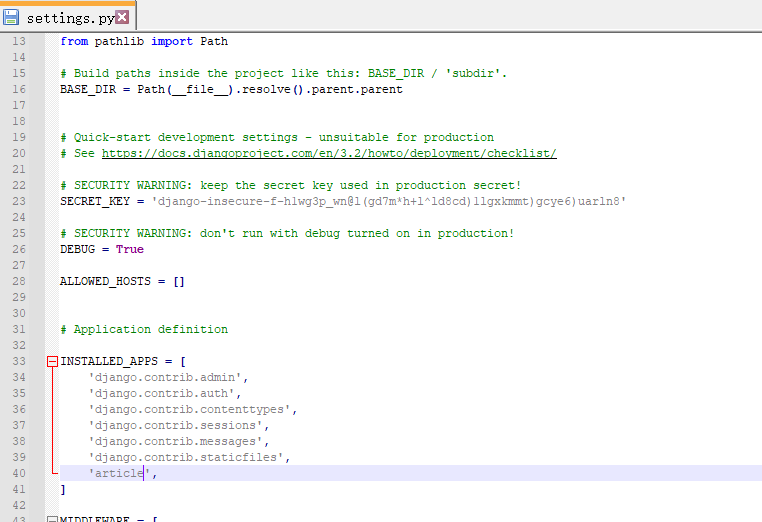 settings.py
13 from pathlib import Path
14
15 # Build paths inside the project like this: BASE_DIR / 'subdir'.
16 BASE_DIR = Path(__file__).resolve().parent.parent
17
18
19 # Quick-start development settings - unsuitable for production
20 # See https://docs.djangoproject.com/en/3.2/howto/deployment/checklist/
21
22 # SECURITY WARNING: keep the secret key used in production secret!
23 SECRET_KEY = 'django-insecure-f-hlwg3p_wn@l(gd7m*h+l^ld8cd)llgxkmmt)gcye6)uarln8'
24
25 # SECURITY WARNING: don't run with debug turned on in production!
26 DEBUG = True
27
28 ALLOWED_HOSTS = []
29
30
31 # Application definition
32
33 INSTALLED_APPS = [
34 'django.contrib.admin',
35 'django.contrib.auth',
36 'django.contrib.contenttypes',
37 'django.contrib.sessions',
38 'django.contrib.messages',
39 'django.contrib.staticfiles',
40 'article',
41 ]
42
43 MIDDLEWARE = [